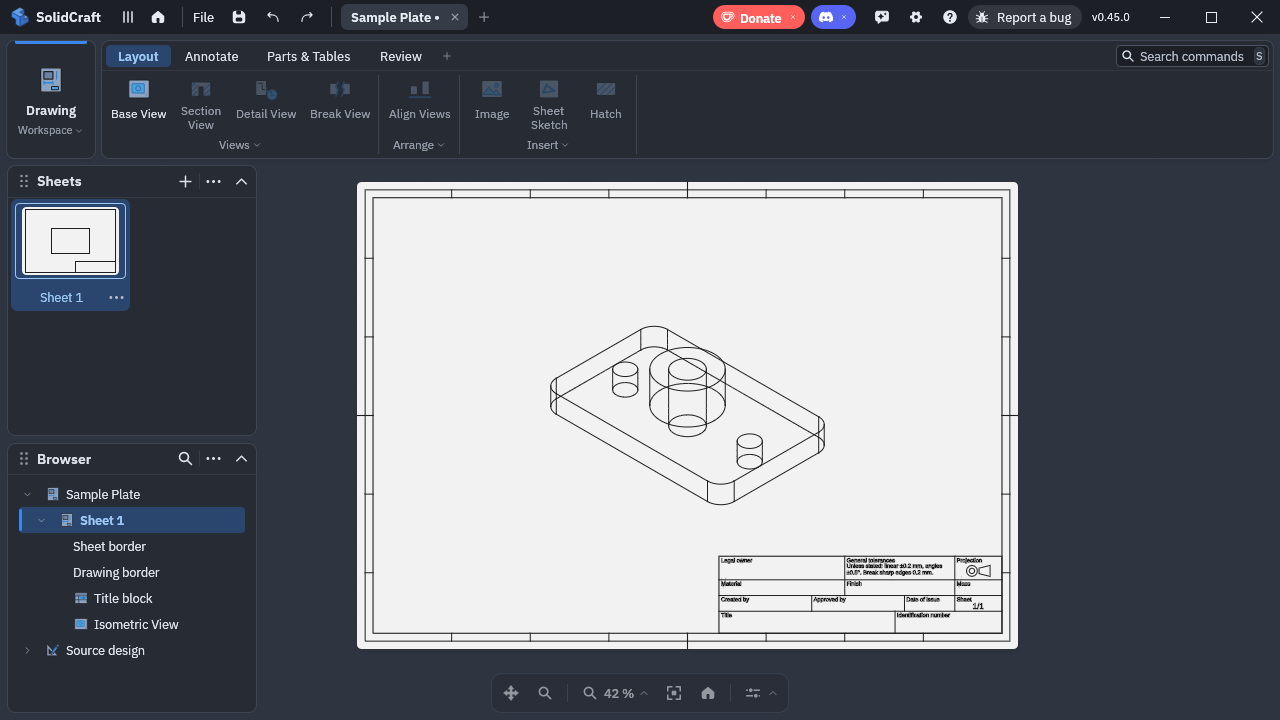 SolidCraft
File
Sample Plate •
Donate
Report a bug
v0.45.0
Drawing
Workspace
Layout
Annotate
Parts & Tables
Review
Search commands
S
Base View
Section View
Detail View
Break View
Views
Align Views
Arrange
Image
Sheet Sketch
Hatch
Insert
Sheets
Sheet 1
Browser
Sample Plate
Sheet 1
Sheet border
Drawing border
Title block
Isometric View
Source design
Legal owner
General tolerances
Unless stated: linear ±0.2 mm, angles
±0.5°. Break sharp edges 0.2 mm.
Projection
Material
Finish
Mass
Created by
Approved by
Date of issue
Sheet
1/1
Title
Identification number
42 %